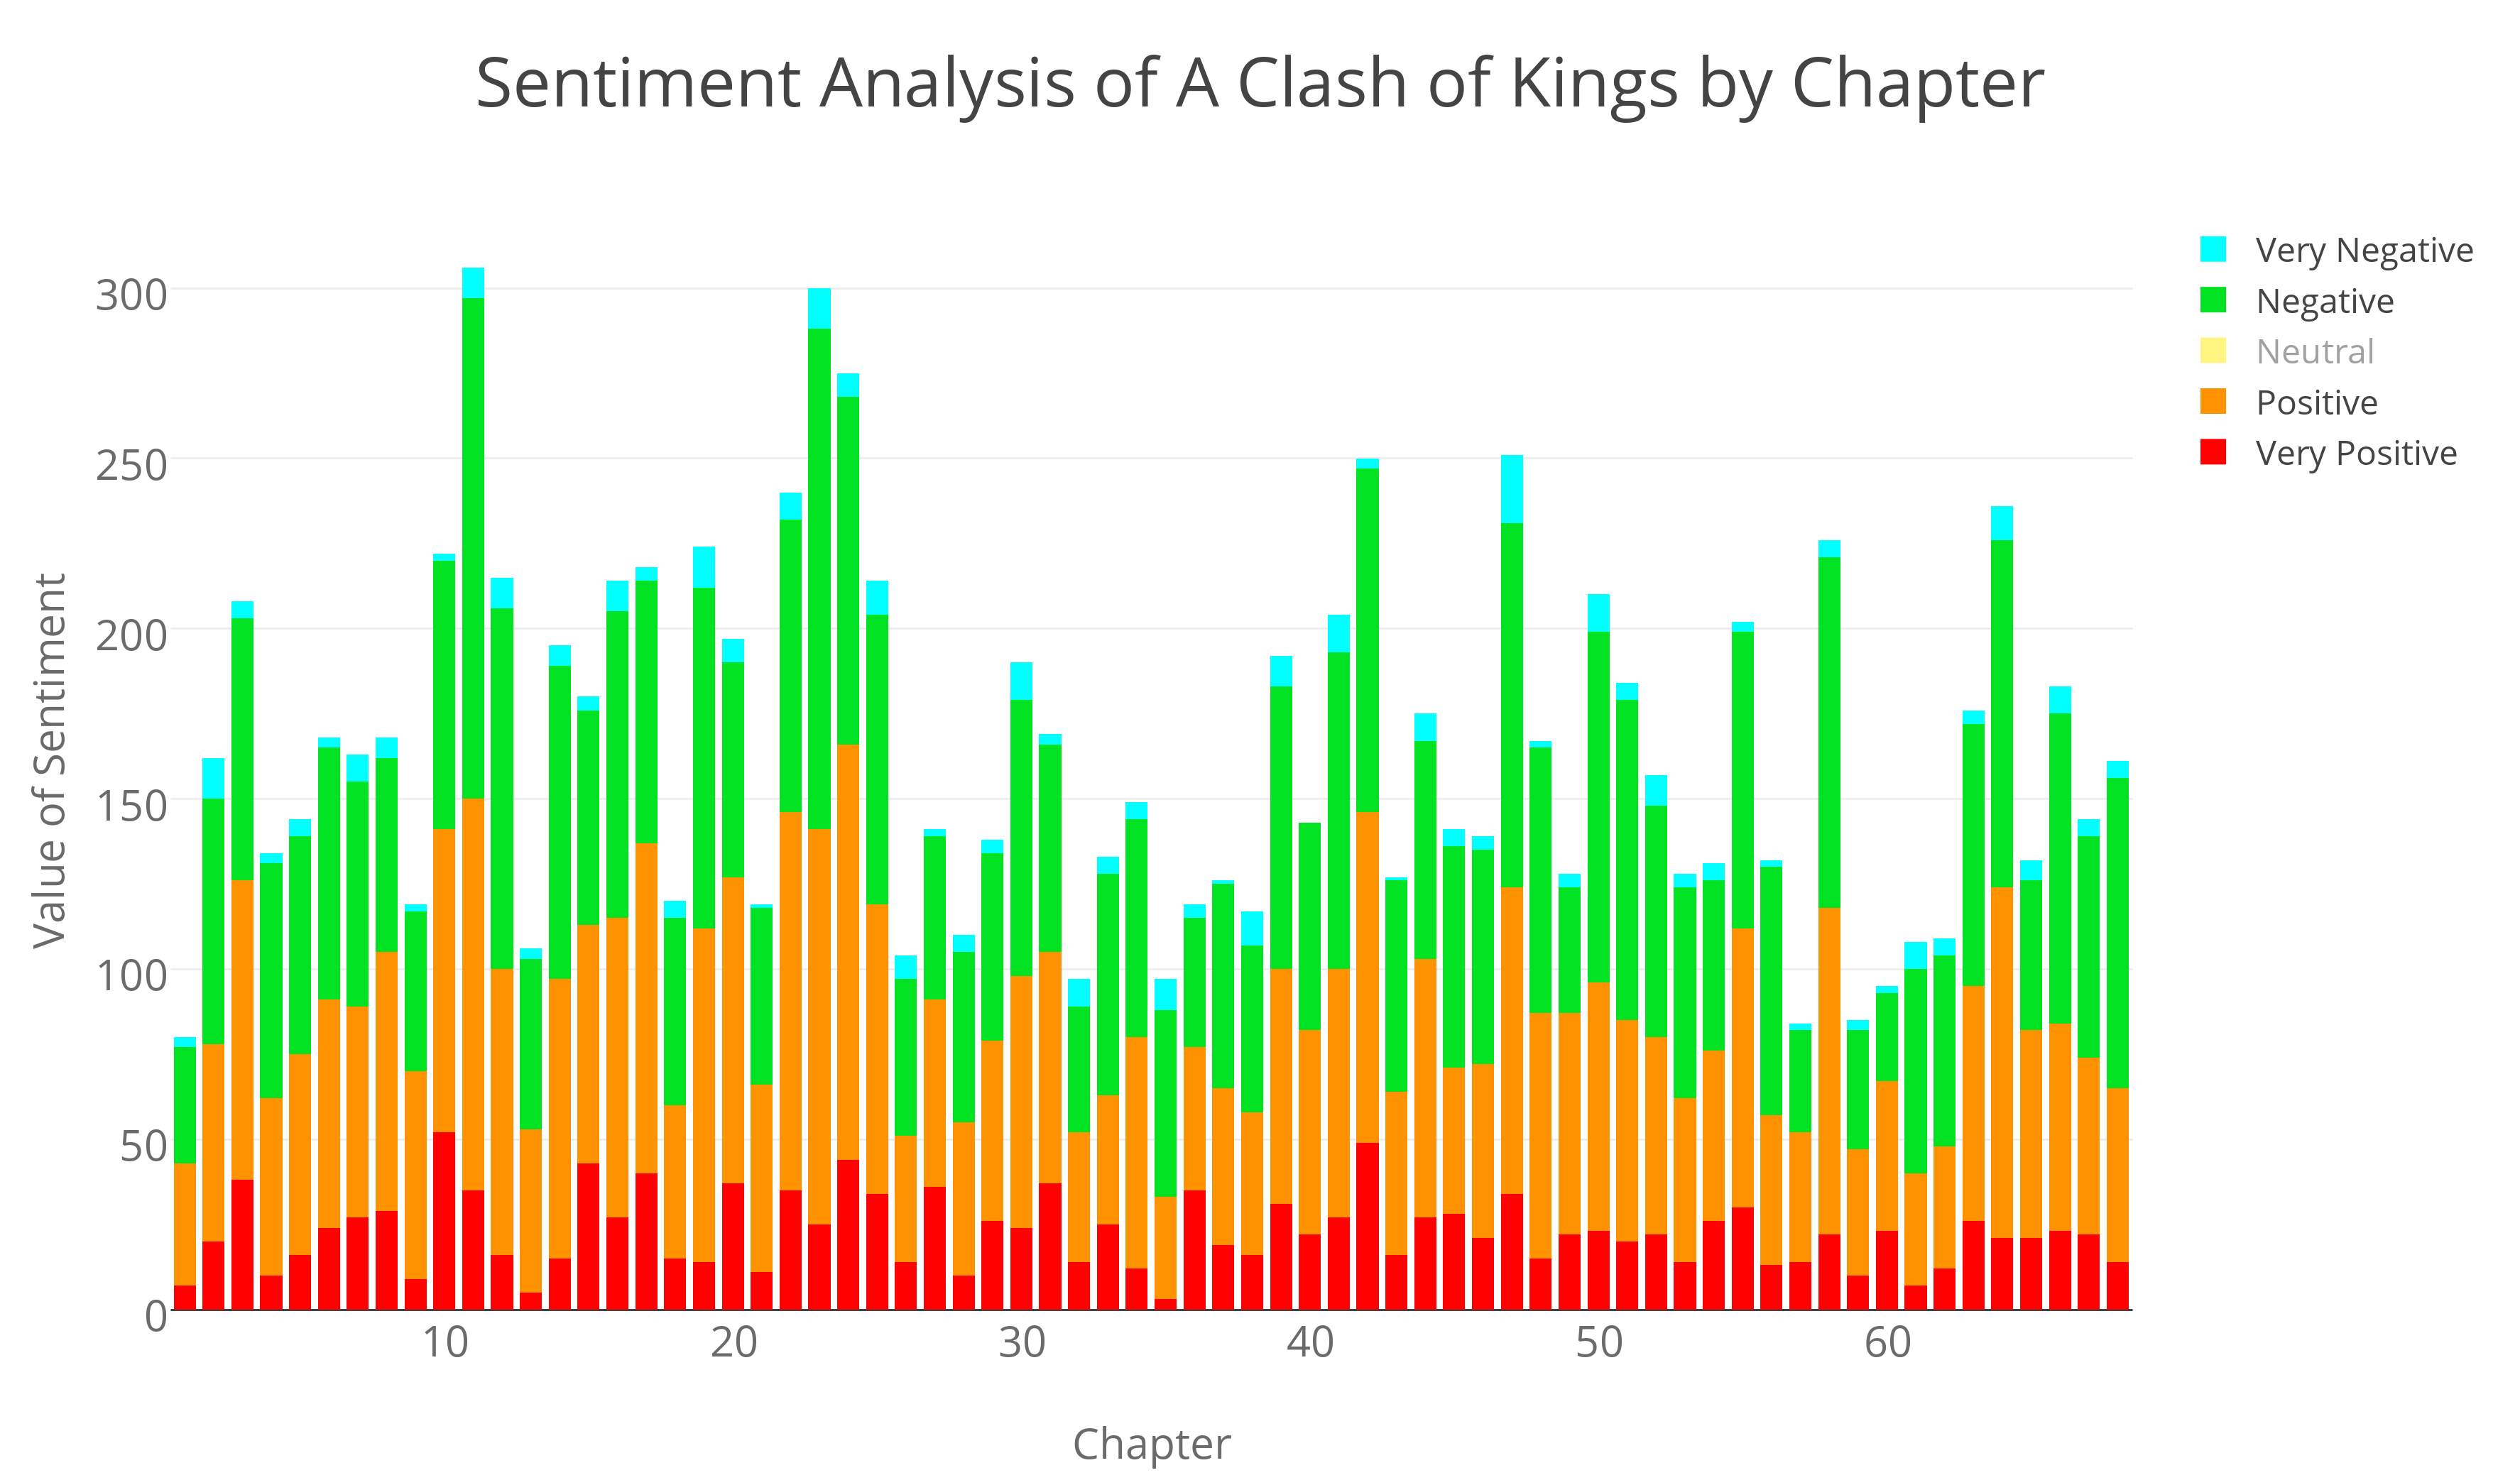 Sentiment Analysis of A Clash of Kings by Chapter
Very Negative
Negative
Neutral
Positive
Very Positive
Value of Sentiment
300
250
200
150
100
50
0
10 20 30 40 50 60
Chapter